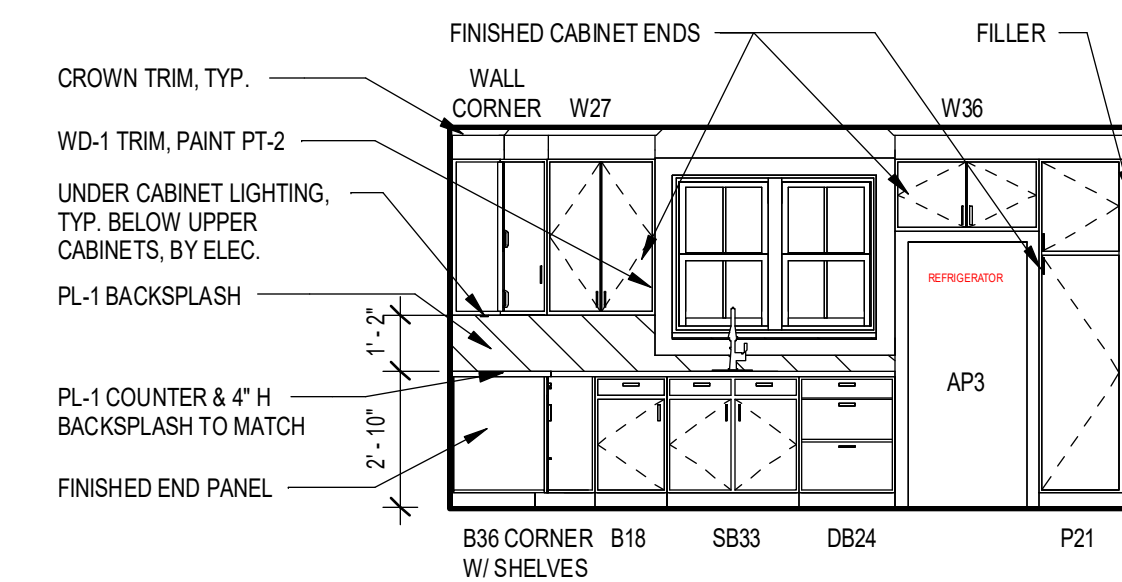 FINISHED CABINET ENDS
FILLER
CROWN TRIM, TYP.
WALL
CORNER
W27
W36
WD-1 TRIM, PAINT PT-2
UNDER CABINET LIGHTING,
TYP. BELOW UPPER
CABINETS, BY ELEC.
REFRIGERATOR
PL-1 BACKSPLASH
1' - 2"
AP3
PL-1 COUNTER & 4" H
BACKSPLASH TO MATCH
2' - 10"
FINISHED END PANEL
B36 CORNER
W/ SHELVES
B18
SB33
DB24
P21